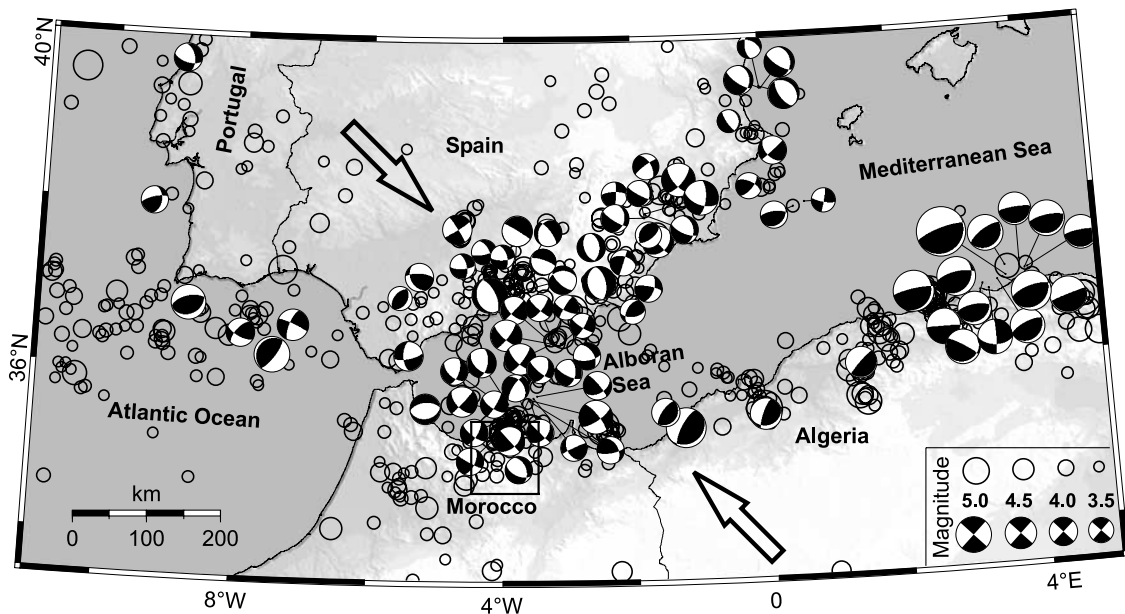 40°N
Portugal
Spain
Mediterranean Sea
36°N
Alboran
Sea
Atlantic Ocean
Algeria
Morocco
km
0 100 200
Magnitude
5.0 4.5 4.0 3.5
8°W
4°W
0
4°E